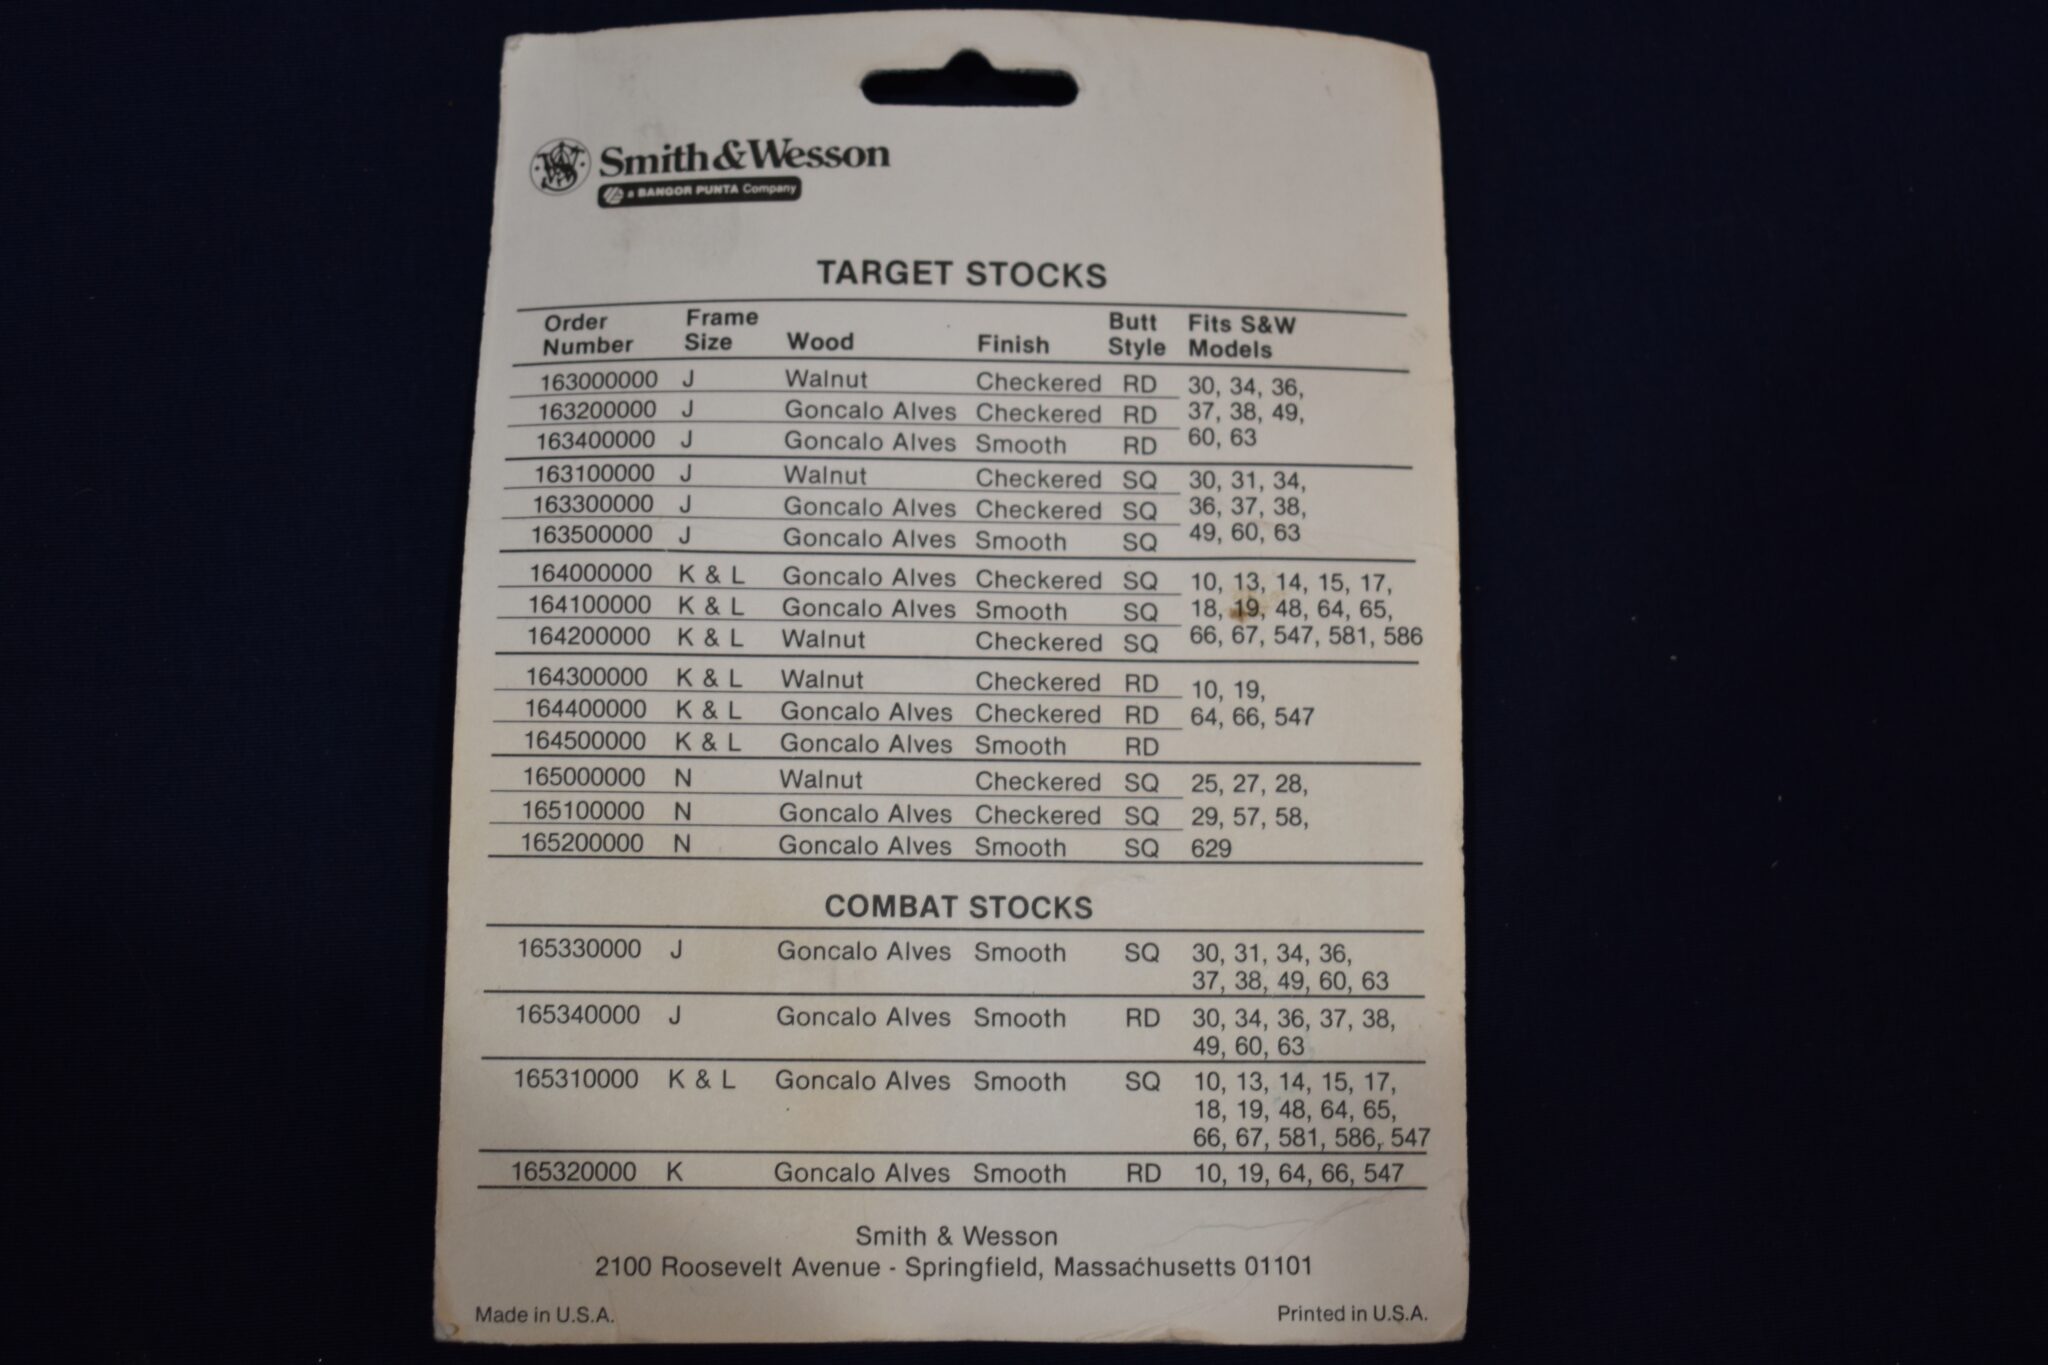 Smith & Wesson
a BANGOR PUNTA Company
TARGET STOCKS
Order Number Frame Size Wood Finish Butt Style Fits S&W Models
163000000 J Walnut Checkered RD 30, 34, 36,
163200000 J Goncalo Alves Checkered RD 37, 38, 49,
163400000 J Goncalo Alves Smooth RD 60, 63
163100000 J Walnut Checkered SQ 30, 31, 34,
163300000 J Goncalo Alves Checkered SQ 36, 37, 38,
163500000 J Goncalo Alves Smooth SQ 49, 60, 63
164000000 K & L Goncalo Alves Checkered SQ 10, 13, 14, 15, 17,
164100000 K & L Goncalo Alves Smooth SQ 18, 19, 48, 64, 65,
164200000 K & L Walnut Checkered SQ 66, 67, 547, 581, 586
164300000 K & L Walnut Checkered RD 10, 19,
164400000 K & L Goncalo Alves Checkered RD 64, 66, 547
164500000 K & L Goncalo Alves Smooth RD
165000000 N Walnut Checkered SQ 25, 27, 28,
165100000 N Goncalo Alves Checkered SQ 29, 57, 58,
165200000 N Goncalo Alves Smooth SQ 629
COMBAT STOCKS
165330000 J Goncalo Alves Smooth SQ 30, 31, 34, 36,
37, 38, 49, 60, 63
165340000 J Goncalo Alves Smooth RD 30, 34, 36, 37, 38,
49, 60, 63
165310000 K & L Goncalo Alves Smooth SQ 10, 13, 14, 15, 17,
18, 19, 48, 64, 65,
66, 67, 581, 586, 547
165320000 K Goncalo Alves Smooth RD 10, 19, 64, 66, 547
Smith & Wesson
2100 Roosevelt Avenue - Springfield, Massachusetts 01101
Made in U.S.A. Printed in U.S.A.